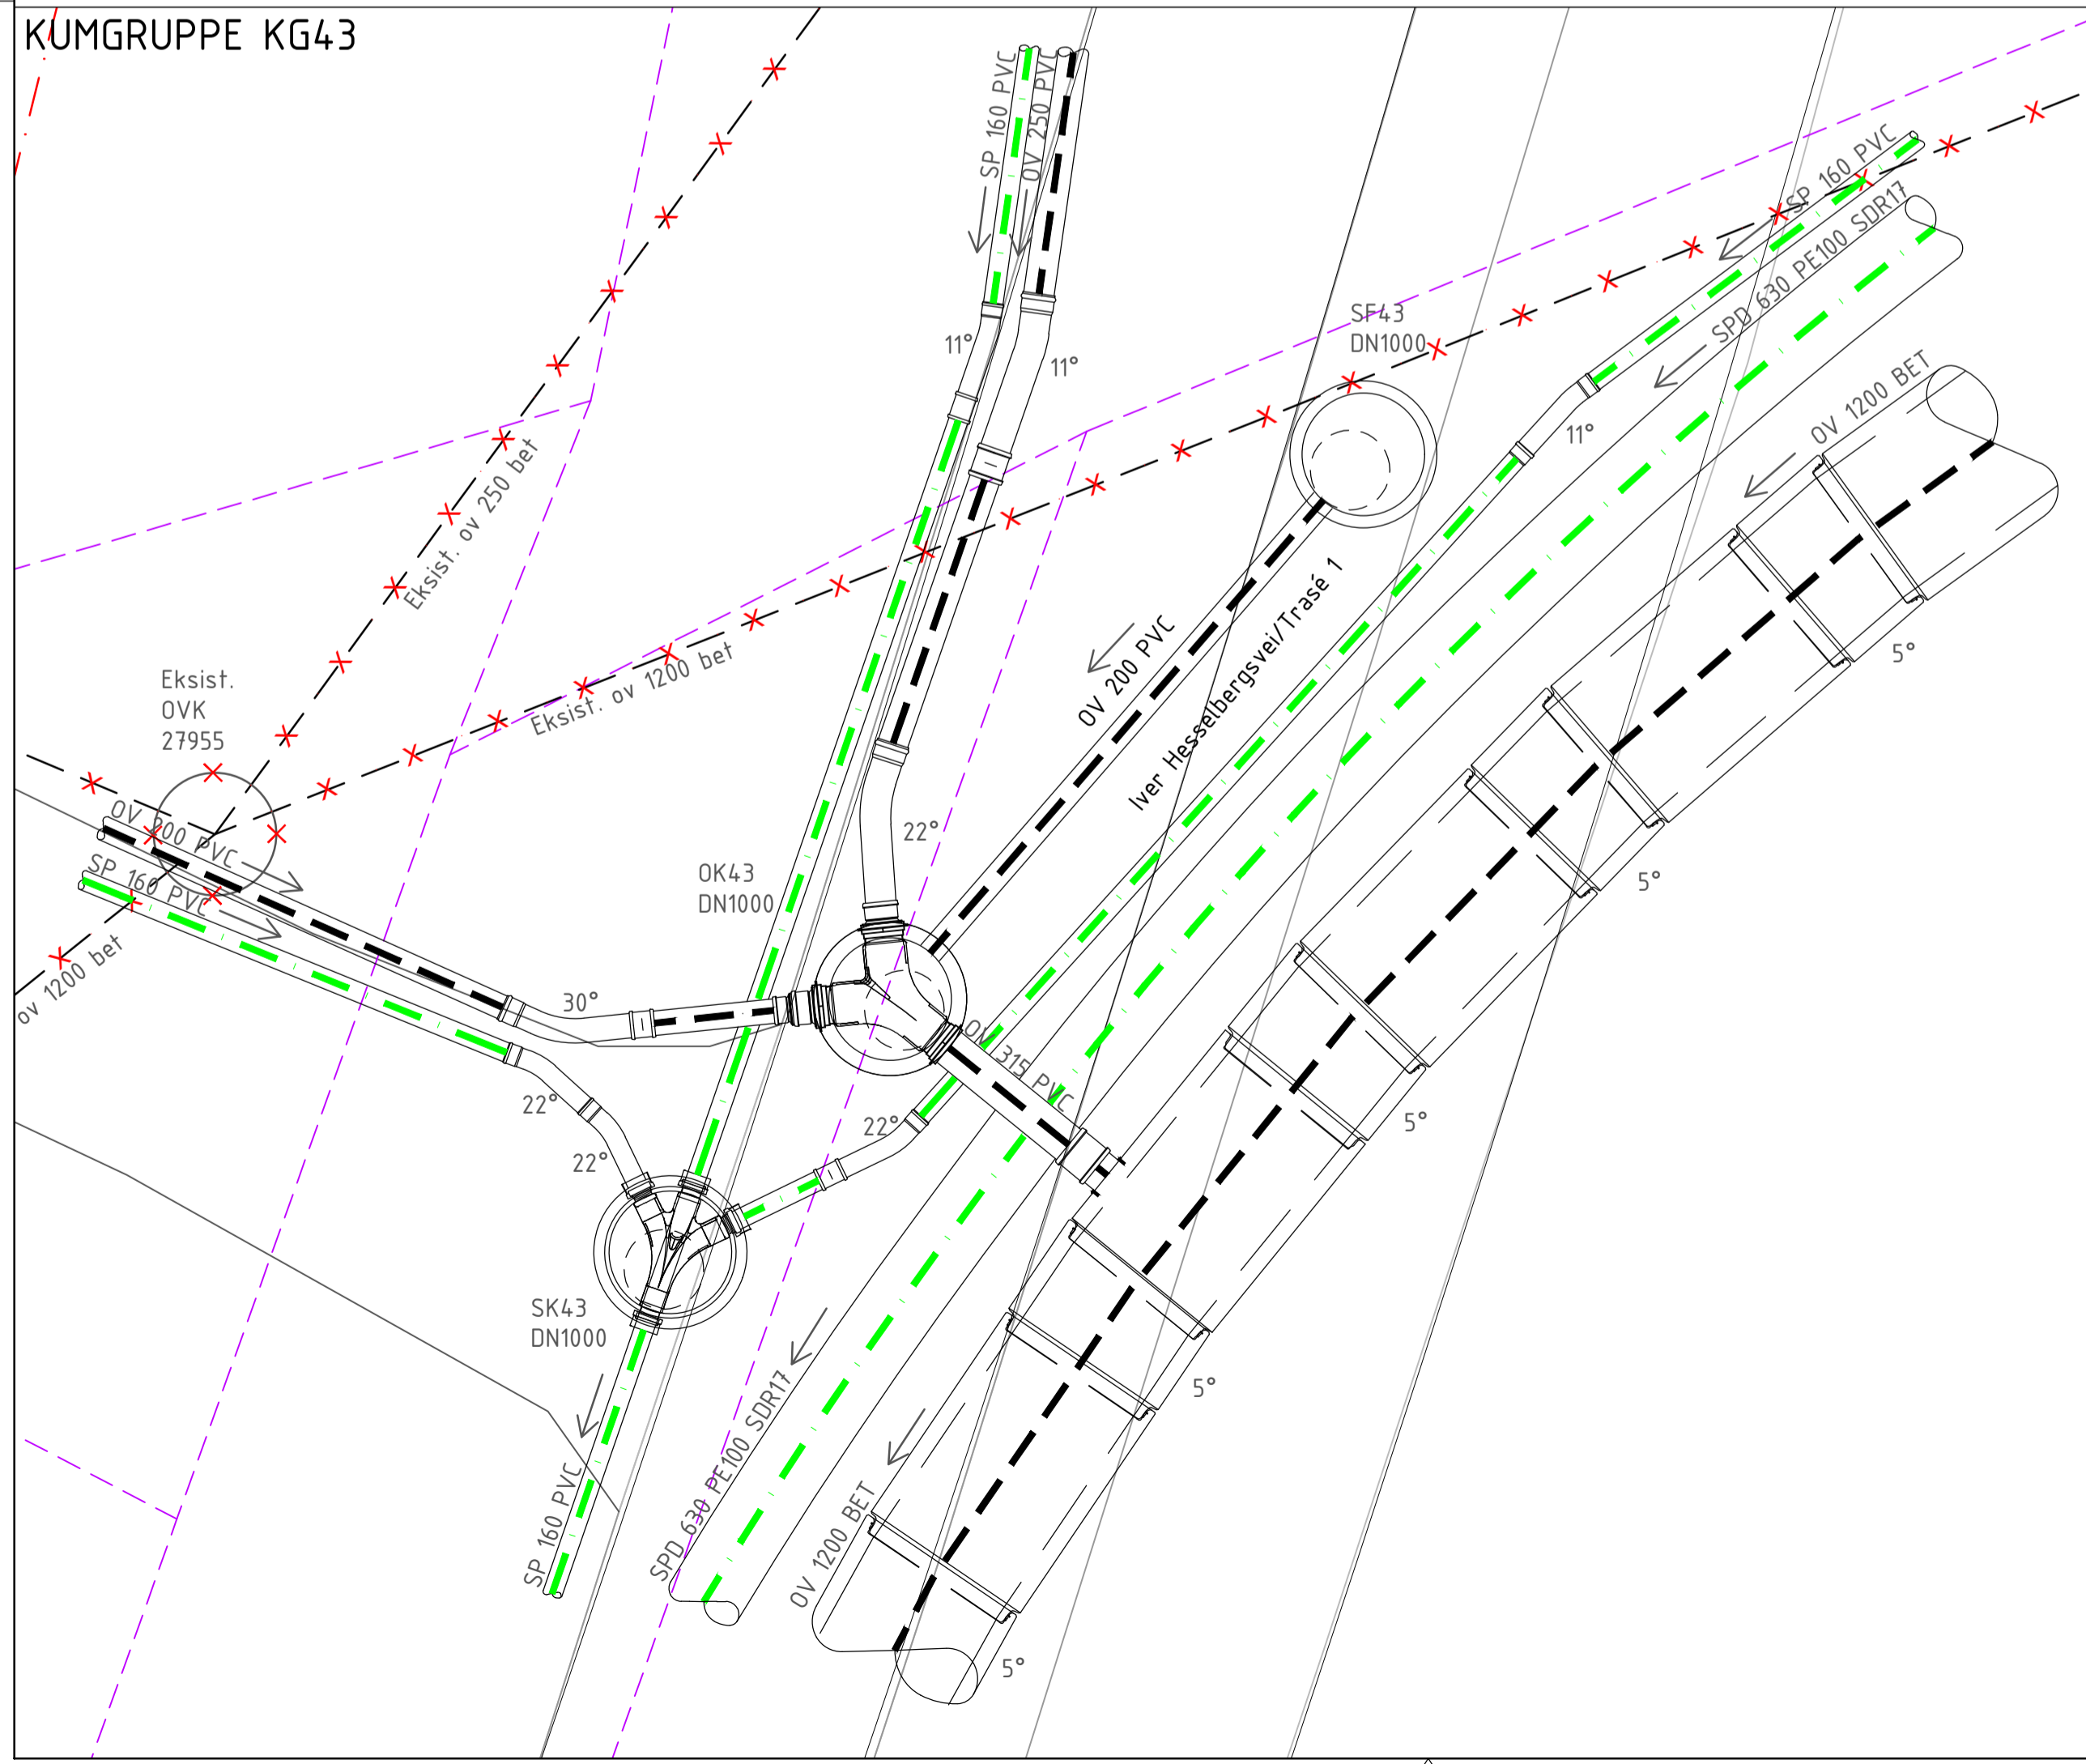 KUMGRUPPE KG43
SP 160 PVC
OV 250 PVC
SP 160 PVC
SPD 630 PE100 SDR17
SF43
DN1000
11°
11°
OV 1200 BET
11°
Eksist. ov 250 bet
OV 200 PVC
Iver Hesselbergsvei/Trasé 1
5°
Eksist. ov 1200 bet
Eksist.
OVK
27955
OV 200 PVC
22°
SP 160 PVC
OK43
DN1000
5°
ov 1200 bet
30°
OV 315 PVC
22°
22°
5°
22°
SK43
DN1000
5°
SPD 630 PE100 SDR17
SP 160 PVC
OV 1200 BET
5°